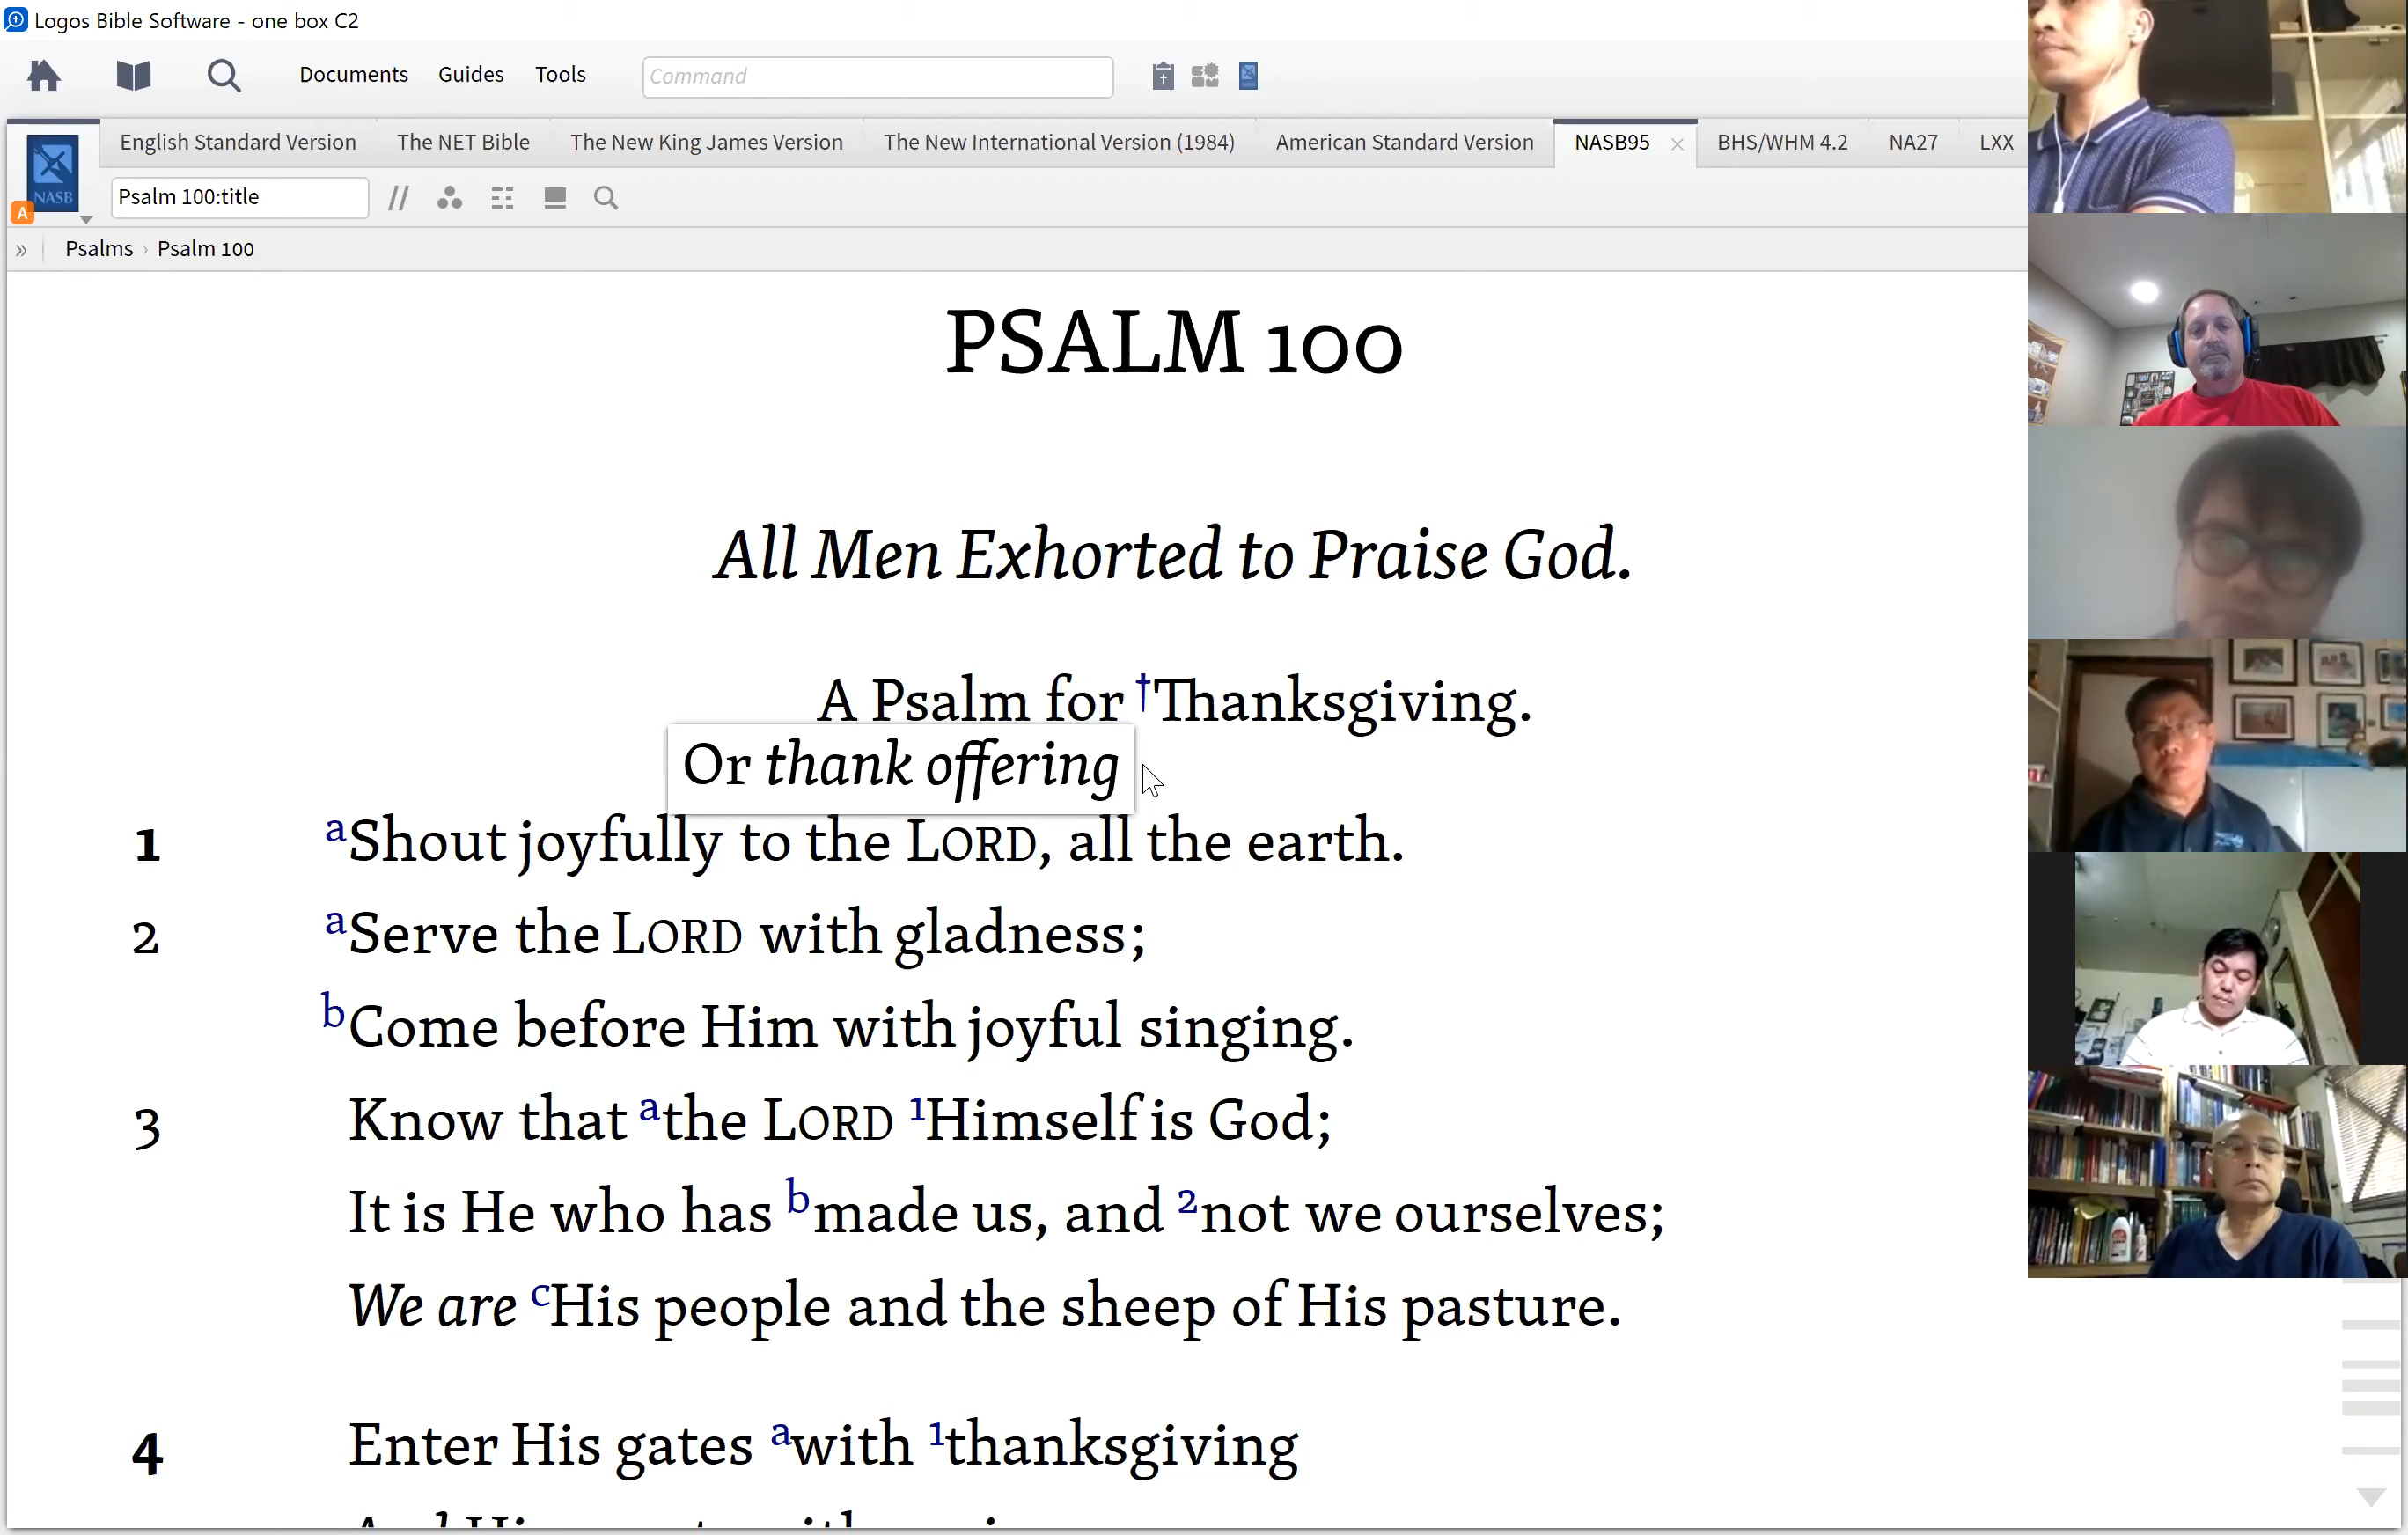 Logos Bible Software - one box C2
Documents Guides Tools Command
English Standard Version The NET Bible The New King James Version The New International Version (1984) American Standard Version NASB95 BHS/WHM 4.2 NA27 LXX
NASB
A
Psalm 100:title
» Psalms › Psalm 100
PSALM 100
All Men Exhorted to Praise God.
A Psalm for †Thanksgiving.
Or thank offering
1 aShout joyfully to the LORD, all the earth.
2 aServe the LORD with gladness;
bCome before Him with joyful singing.
3 Know that athe LORD 1Himself is God;
It is He who has bmade us, and 2not we ourselves;
We are cHis people and the sheep of His pasture.
4 Enter His gates awith 1thanksgiving